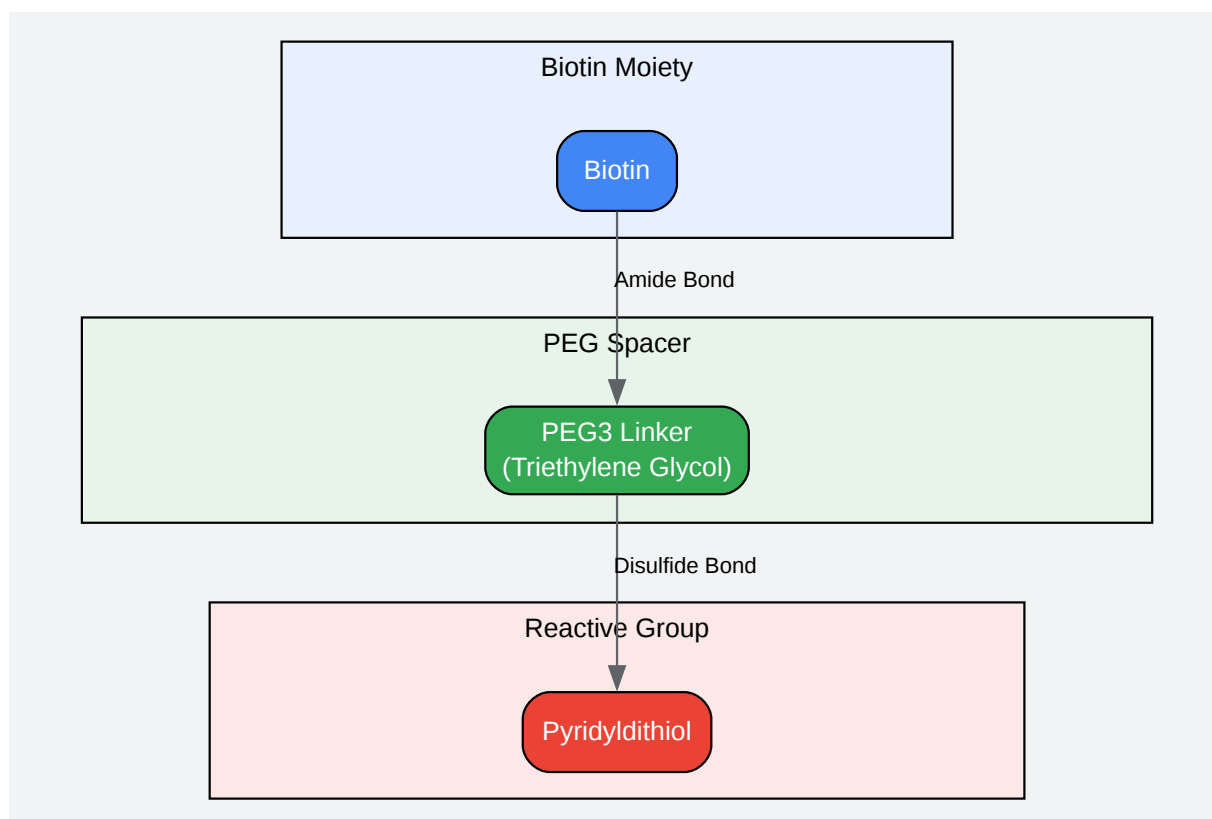 Biotin Moiety
Biotin
Amide Bond
PEG Spacer
PEG3 Linker
(Triethylene Glycol)
Disulfide Bond
Reactive Group
Pyridyldithiol